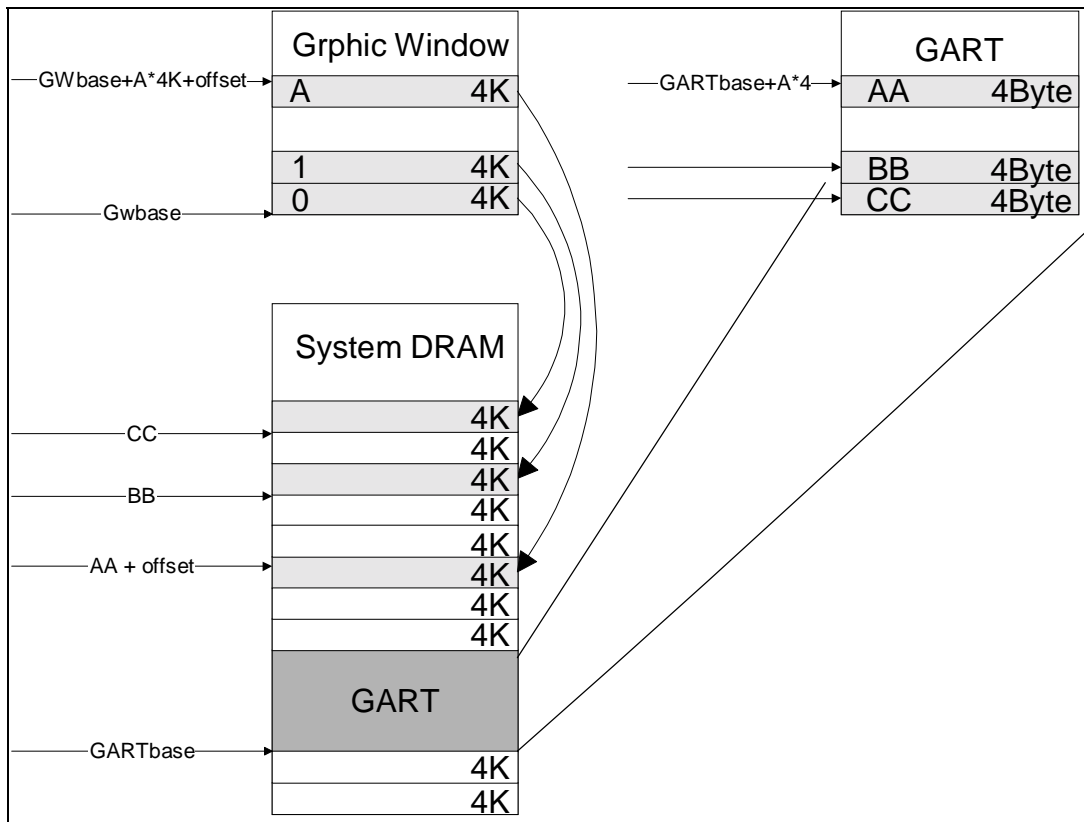 Grphic Window
GWbase+A*4K+offset
A 4K
1 4K
0 4K
Gwbase
GART
GARTbase+A*4
AA 4Byte
BB 4Byte
CC 4Byte
System DRAM
4K
CC
4K
4K
BB
4K
4K
AA + offset
4K
4K
4K
GART
GARTbase
4K
4K